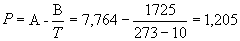 P = A - B/T = 7,764 − 1725/(273 − 10) = 1,205